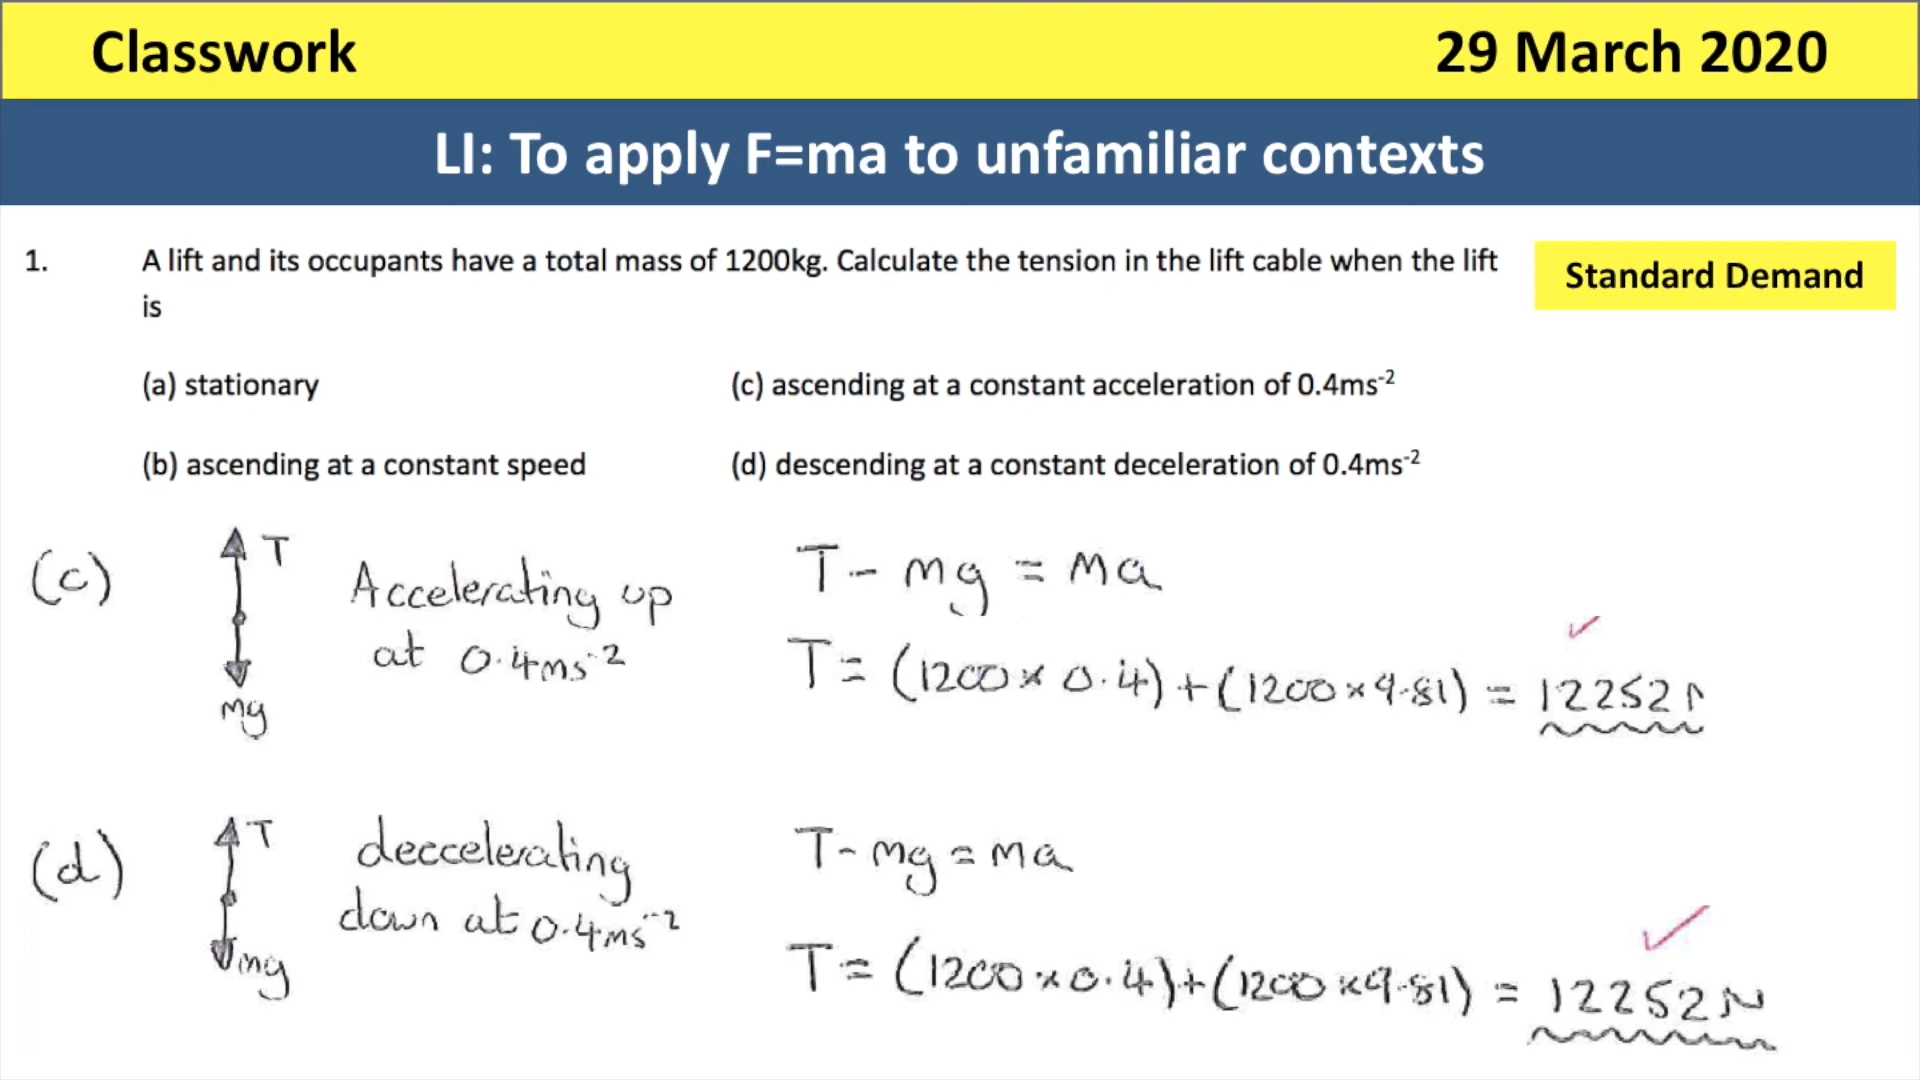 Classwork 29 March 2020
LI: To apply F=ma to unfamiliar contexts
1. A lift and its occupants have a total mass of 1200kg. Calculate the tension in the lift cable when the lift
is
Standard Demand
(a) stationary (c) ascending at a constant acceleration of 0.4ms⁻²
(b) ascending at a constant speed (d) descending at a constant deceleration of 0.4ms⁻²
(c) T
Accelerating up
at 0.4ms⁻²
mg
T - mg = ma
T = (1200 × 0.4) + (1200 × 9.81) = 12252N
(d) T
deccelerating
down at 0.4ms⁻²
mg
T - mg = ma
T = (1200 × 0.4) + (1200 × 9.81) = 12252N